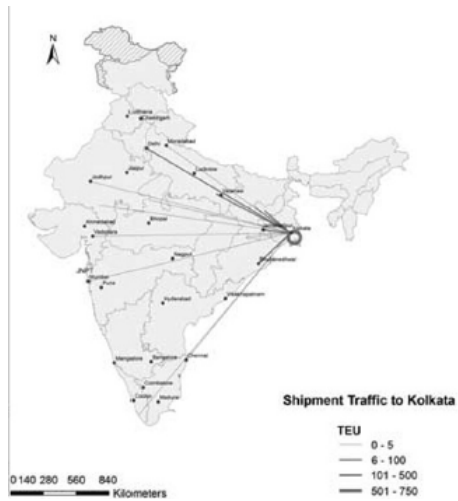 N
Ludhiana
Chandigarh
Delhi
Moradabad
Jaipur
Lucknow
Jodhpur
Varanasi
Ahmedabad
Bhopal
Kolkata
Vadodara
Bhubaneshwar
Nagpur
JNPT
Mumbai
Pune
Vishakhapatnam
Hyderabad
Chennai
Mangalore
Bangalore
Coimbatore
Cochin
Madurai
Shipment Traffic to Kolkata
TEU
0 - 5
6 - 100
101 - 500
501 - 750
0 140 280 560 840
Kilometers